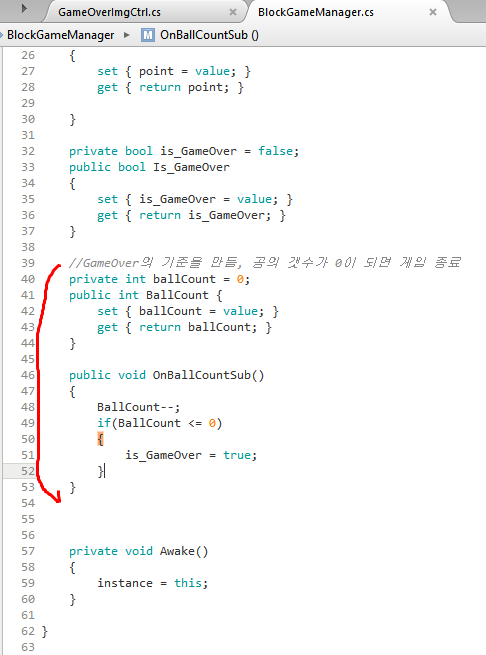 GameOverImgCtrl.cs × BlockGameManager.cs ×
BlockGameManager ▸ M OnBallCountSub ()
26 {
27 set { point = value; }
28 get { return point; }
29
30 }
31
32 private bool is_GameOver = false;
33 public bool Is_GameOver
34 {
35 set { is_GameOver = value; }
36 get { return is_GameOver; }
37 }
38
39 //GameOver의 기준을 만듦, 공의 갯수가 0이 되면 게임 종료
40 private int ballCount = 0;
41 public int BallCount {
42 set { ballCount = value; }
43 get { return ballCount; }
44 }
45
46 public void OnBallCountSub()
47 {
48 BallCount--;
49 if(BallCount <= 0)
50 {
51 is_GameOver = true;
52 }
53 }
54
55
56
57 private void Awake()
58 {
59 instance = this;
60 }
61
62 }
63